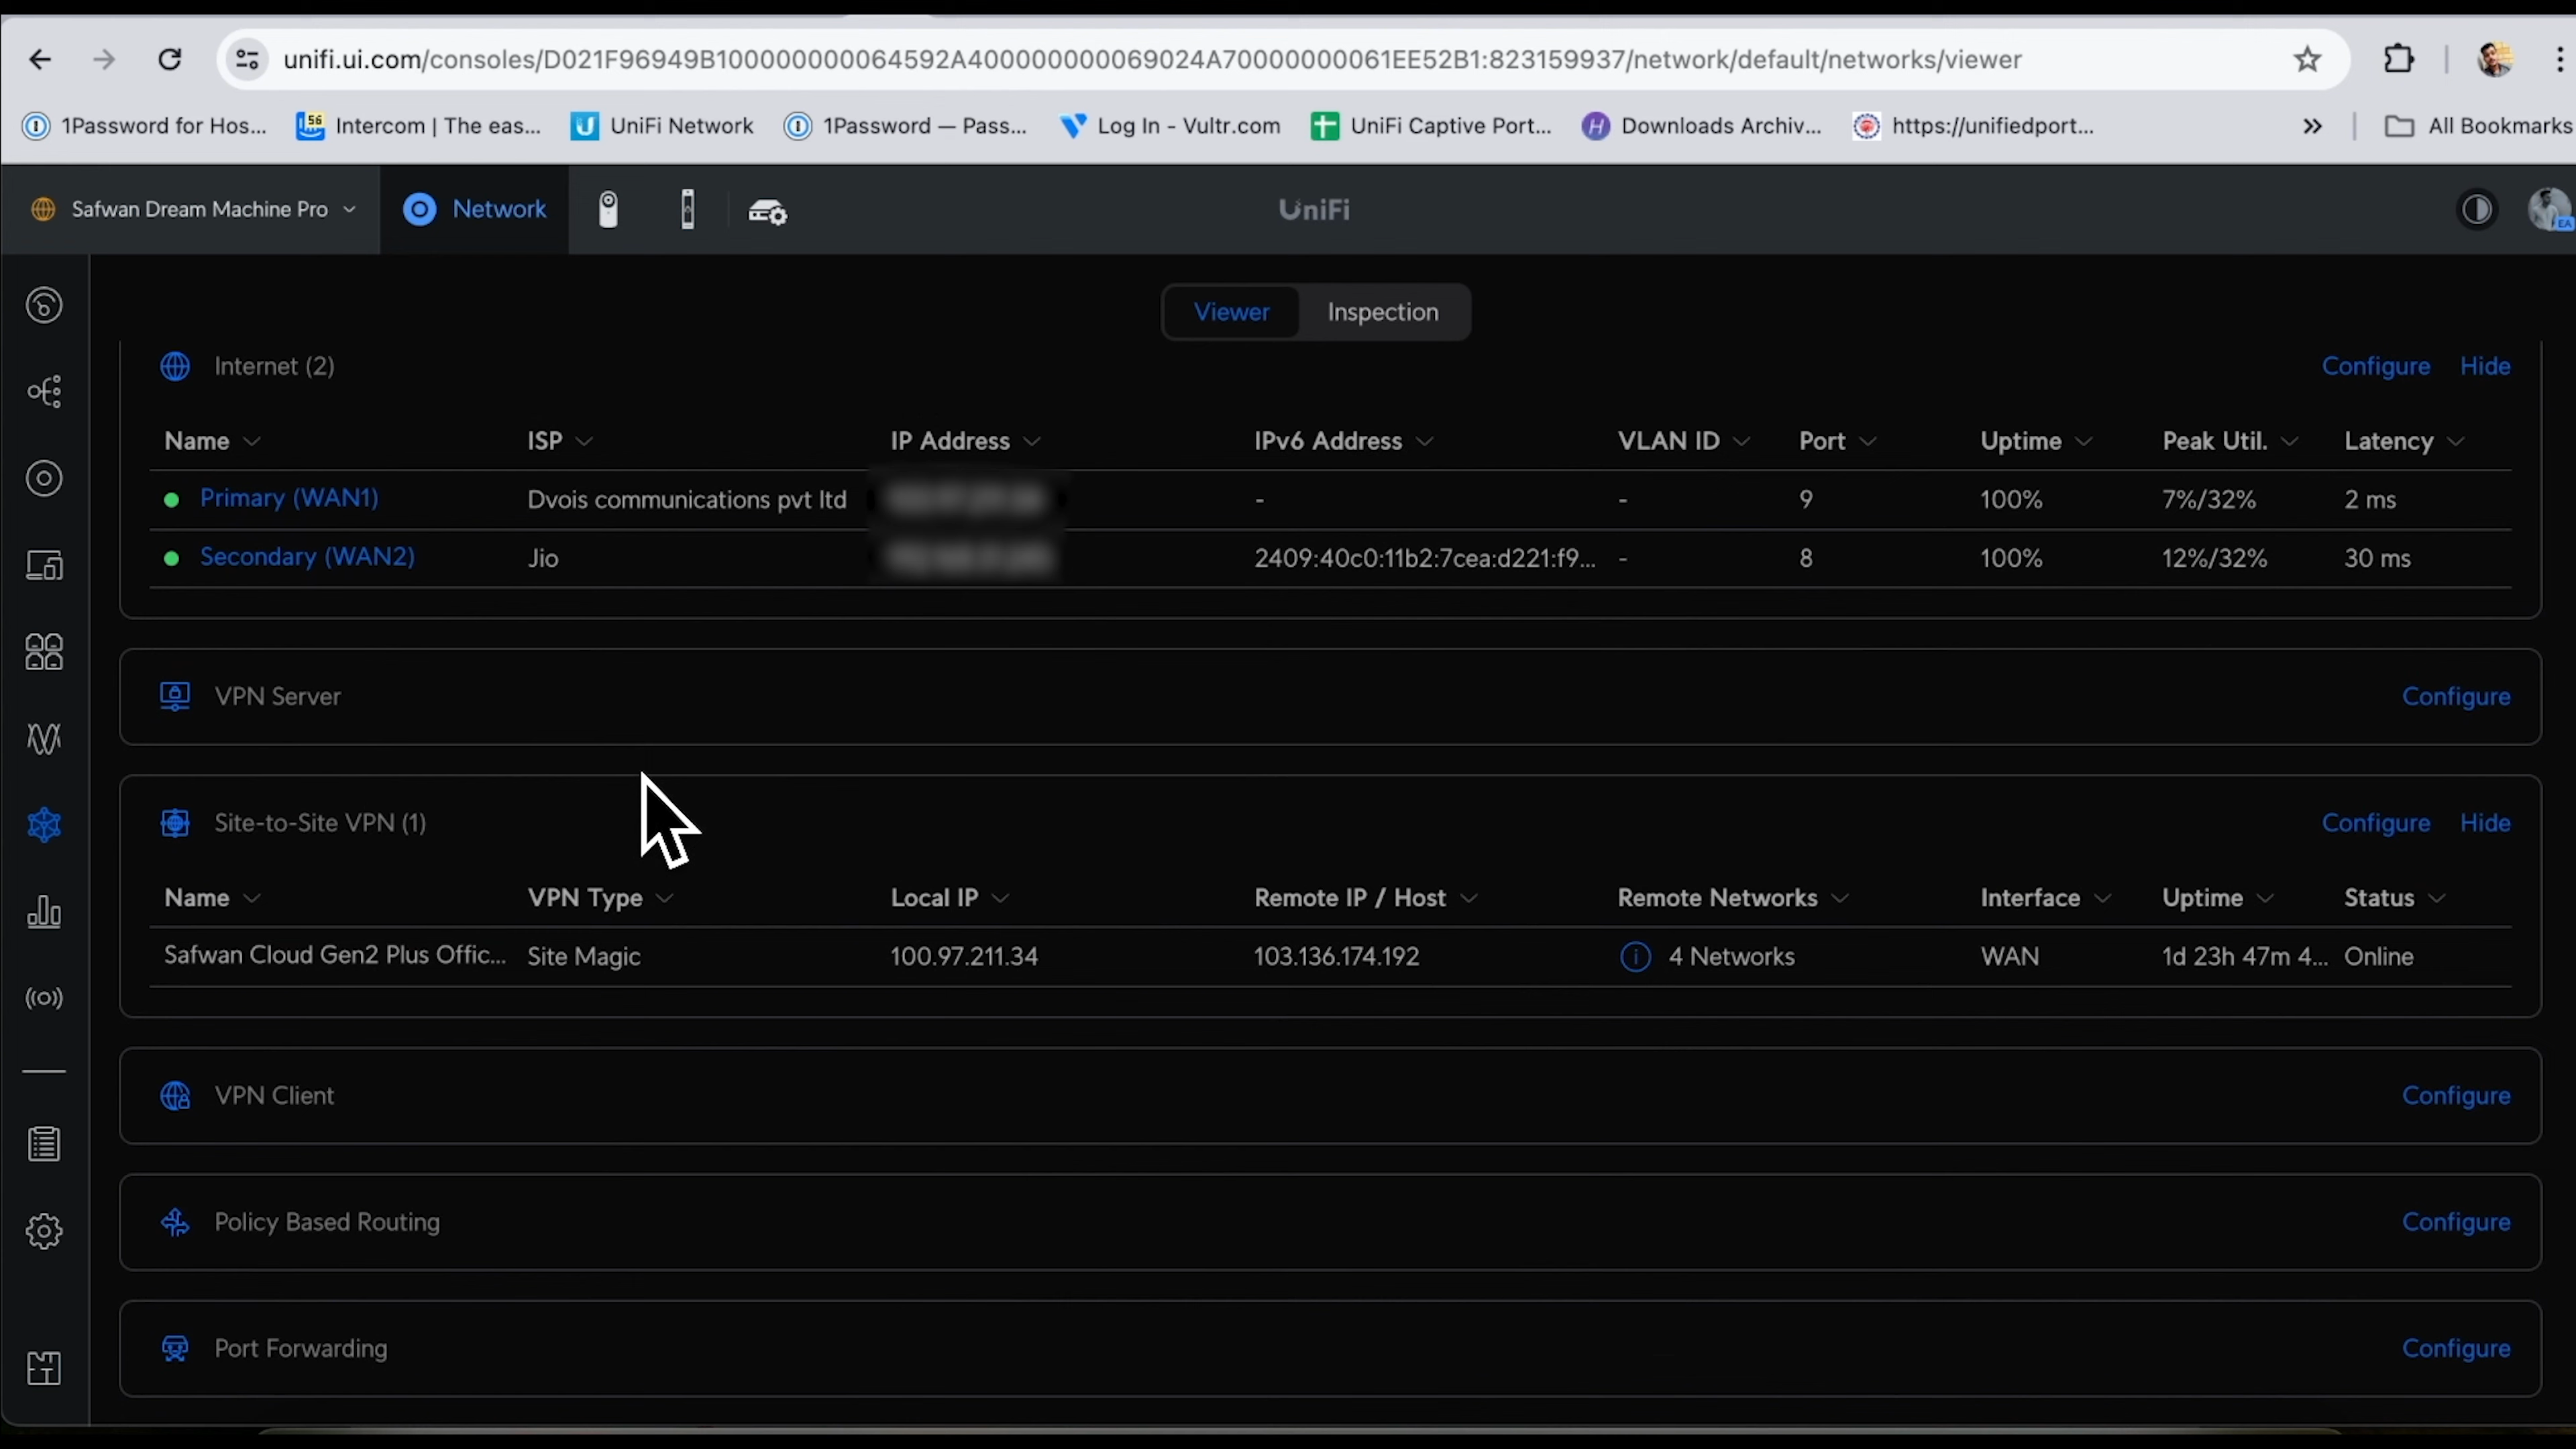 unifi.ui.com/consoles/D021F96949B100000000064592A400000000069024A70000000061EE52B1:823159937/network/default/networks/viewer
1Password for Hos... 56 Intercom | The eas... UniFi Network 1Password — Pass... Log In - Vultr.com UniFi Captive Port... H Downloads Archiv... https://unifiedport... » All Bookmarks
Safwan Dream Machine Pro Network UniFi EA
Viewer Inspection
Internet (2) Configure Hide
Name ISP IP Address IPv6 Address VLAN ID Port Uptime Peak Util. Latency
Primary (WAN1) Dvois communications pvt ltd - - 9 100% 7%/32% 2 ms
Secondary (WAN2) Jio 2409:40c0:11b2:7cea:d221:f9... - 8 100% 12%/32% 30 ms
VPN Server Configure
Site-to-Site VPN (1) Configure Hide
Name VPN Type Local IP Remote IP / Host Remote Networks Interface Uptime Status
Safwan Cloud Gen2 Plus Offic... Site Magic 100.97.211.34 103.136.174.192 4 Networks WAN 1d 23h 47m 4... Online
VPN Client Configure
Policy Based Routing Configure
Port Forwarding Configure